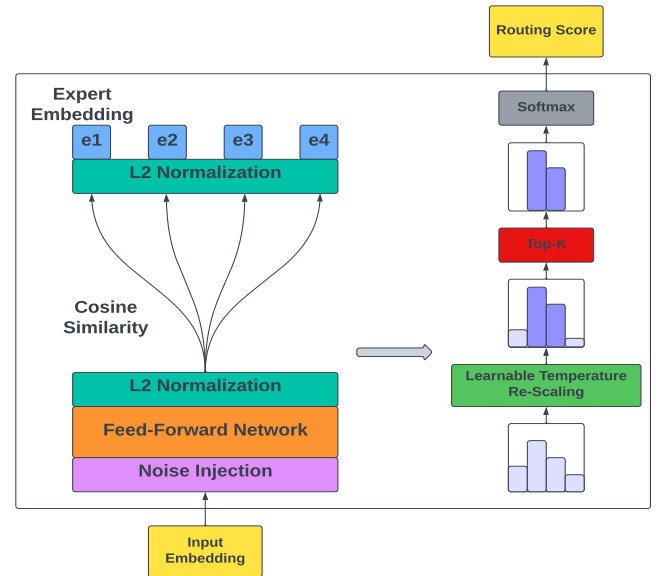 Routing Score
Expert
Embedding
Softmax
e1
e2
e3
e4
L2 Normalization
Top-K
Cosine
Similarity
L2 Normalization
Learnable Temperature
Re-Scaling
Feed-Forward Network
Noise Injection
Input
Embedding